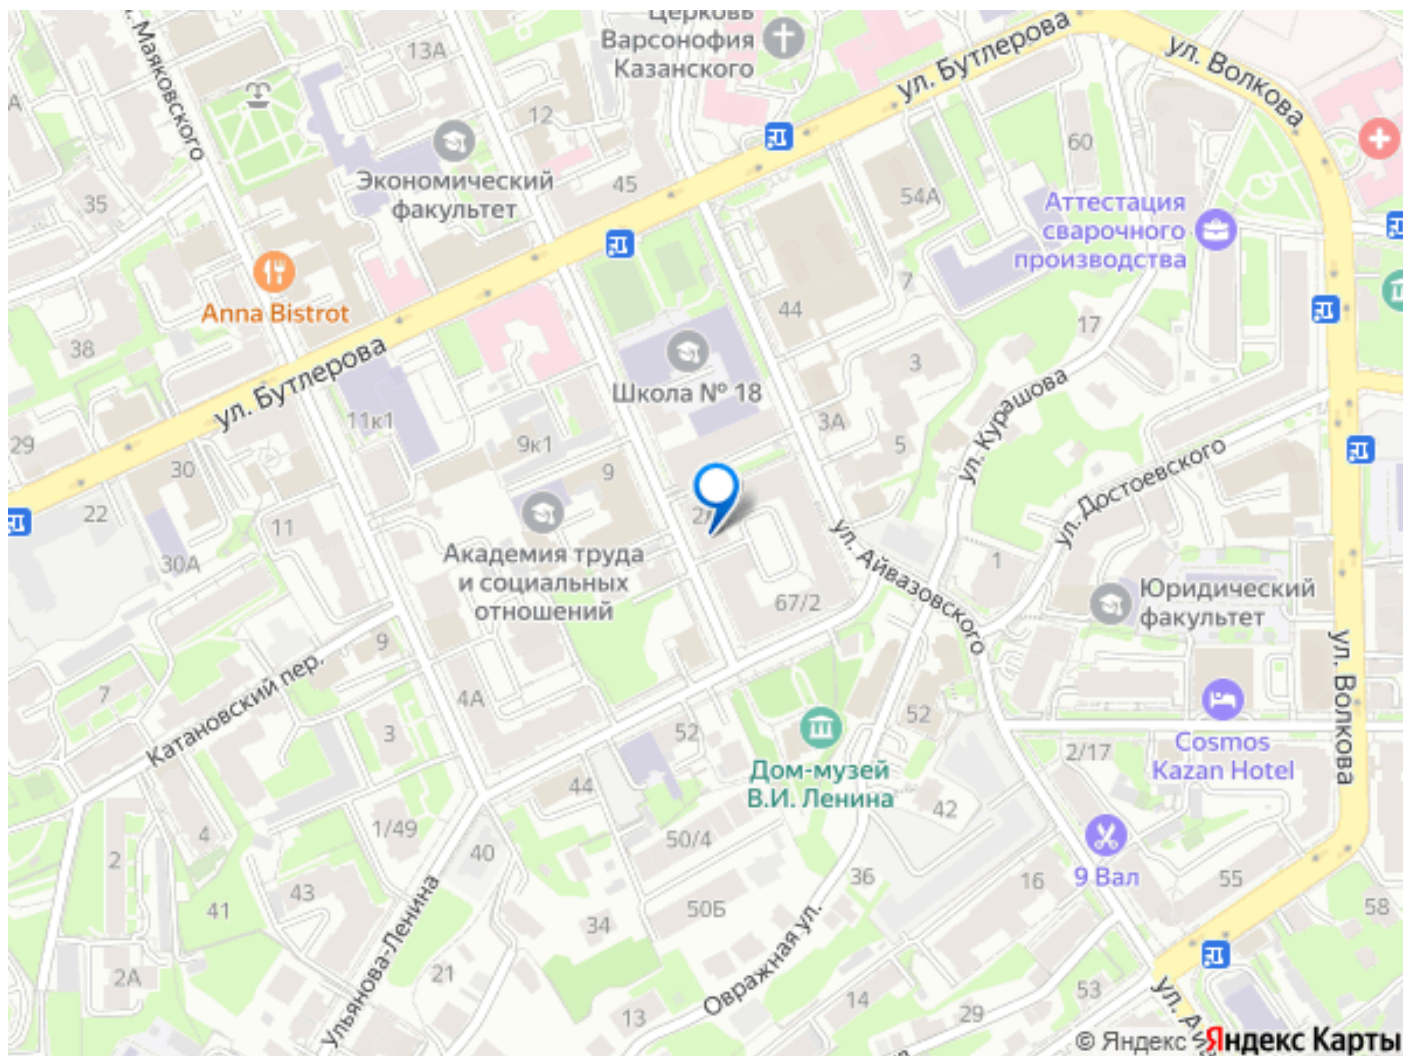 ул. Маяковского
13А
Церковь
Варсонофия
Казанского
ул. Бутлерова
ул. Волкова
12
60
Экономический
факультет
45
35
54А
Аттестация
сварочного
производства
Anna Bistrot
7
44
17
38
ул. Бутлерова
Школа № 18
3
ул. Курашова
11к1
3А
29
9к1
5
30
9
ул. Достоевского
22
11
30А
Академия труда
и социальных
отношений
ул. Айвазовского
1
67/2
Юридический
факультет
9
ул. Волкова
Катановский пер.
7
4А
3
52
52
Дом-музей
В.И. Ленина
Cosmos
Kazan Hotel
2/17
44
42
4
1/49
50/4
2
40
36
16
9 Вал
55
43
41
50Б
58
34
Ульянова-Ленина
Овражная ул.
2А
21
14
53
13
29
© Яндекс
Яндекс Карты